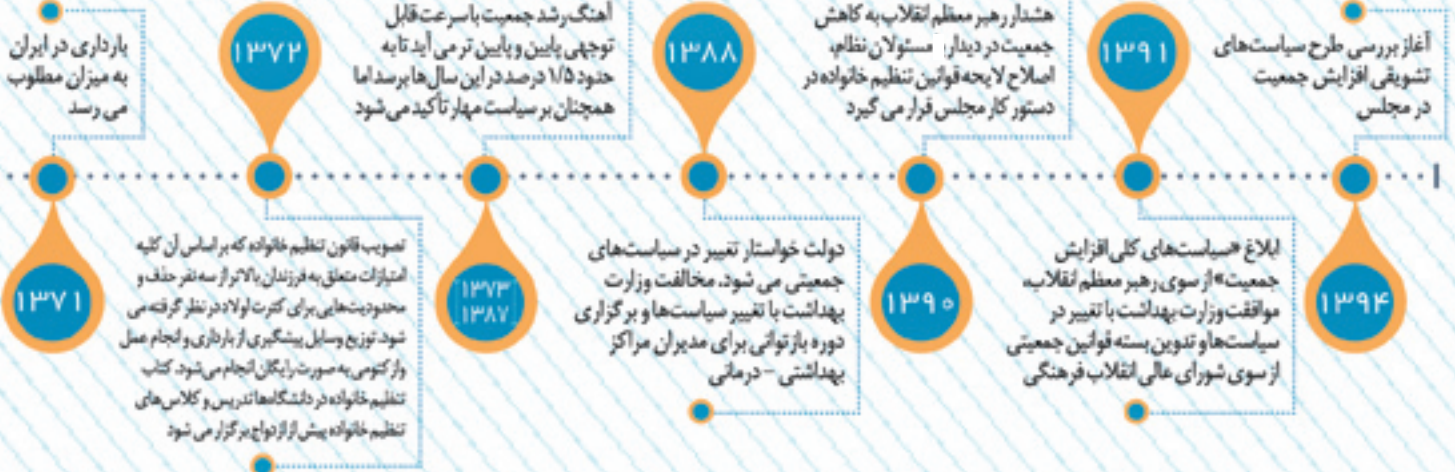 بارداری در ایران
به میزان مطلوب
می رسد
۱۳۷۱
۱۳۷۲
تصویب قانون تنظیم خانواده که بر اساس آن کلیه
امتیازات متعلق به فرزندان بالاتر از سه نفر حذف و
محدودیت‌هایی برای کثرت اولاد در نظر گرفته می
شود. توزیع وسایل پیشگیری از بارداری و انجام عمل
وازکتومی به صورت رایگان انجام می‌شود. کتاب
تنظیم خانواده در دانشگاه‌ها تدریس و کلاس‌های
تنظیم خانواده پیش از ازدواج برگزار می شود
آهنگ رشد جمعیت با سرعت قابل
توجهی پایین و پایین تر می آید تا به
حدود ۱/۵ درصد در این سال‌ها برسد اما
همچنان بر سیاست مهار تأکید می‌شود
۱۳۷۳
۱۳۸۷
۱۳۸۸
دولت خواستار تغییر در سیاست‌های
جمعیتی می شود. مخالفت وزارت
بهداشت با تغییر سیاست‌ها و برگزاری
دوره بازتوانی برای مدیران مراکز
بهداشتی - درمانی
هشدار رهبر معظم انقلاب به کاهش
جمعیت در دیدار مسئولان نظام،
اصلاح لایحه قوانین تنظیم خانواده در
دستور کار مجلس قرار می گیرد
۱۳۹۰
۱۳۹۱
ابلاغ «سیاست‌های کلی افزایش
جمعیت» از سوی رهبر معظم انقلاب،
موافقت وزارت بهداشت با تغییر در
سیاست‌ها و تدوین بسته قوانین جمعیتی
از سوی شورای عالی انقلاب فرهنگی
آغاز بررسی طرح سیاست‌های
تشویقی افزایش جمعیت
در مجلس
۱۳۹۴